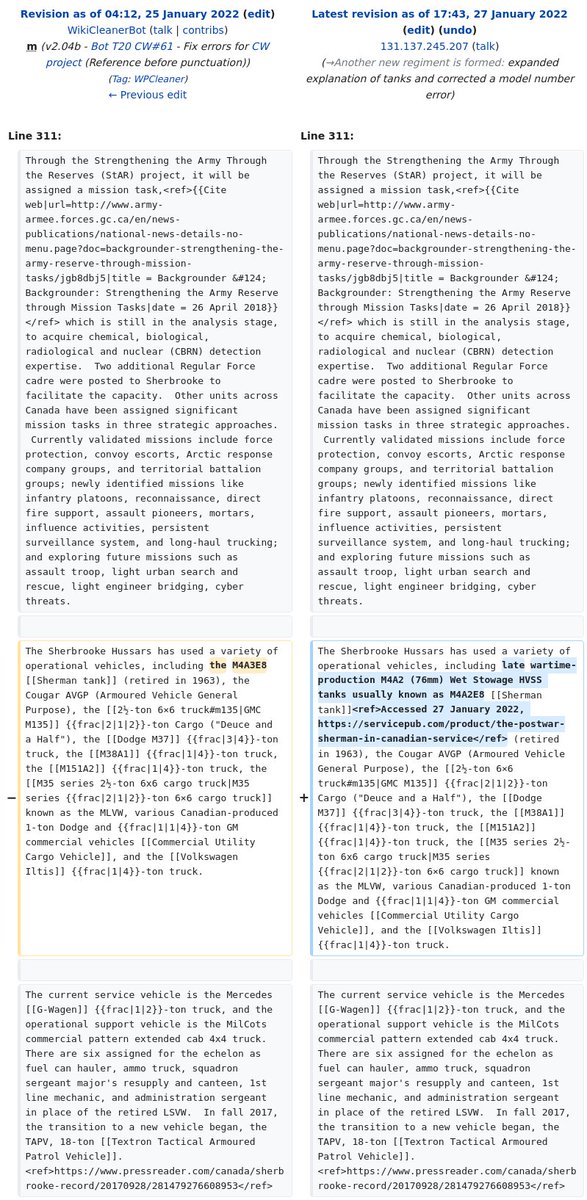 Revision as of 04:12, 25 January 2022 (edit)
WikiCleanerBot (talk | contribs)
m (v2.04b - Bot T20 CW#61 - Fix errors for CW
project (Reference before punctuation))
(Tag: WPCleaner)
← Previous edit
Latest revision as of 17:43, 27 January 2022
(edit) (undo)
131.137.245.207 (talk)
(→Another new regiment is formed: expanded
explanation of tanks and corrected a model number
error)
Line 311:
Through the Strengthening the Army Through
the Reserves (StAR) project, it will be
assigned a mission task,<ref>{{Cite
web|url=http://www.army-
armee.forces.gc.ca/en/news-
publications/national-news-details-no-
menu.page?doc=backgrounder-strengthening-the-
army-reserve-through-mission-
tasks/jgb8dbj5|title = Backgrounder &#124;
Backgrounder: Strengthening the Army Reserve
through Mission Tasks|date = 26 April 2018}}
</ref> which is still in the analysis stage,
to acquire chemical, biological,
radiological and nuclear (CBRN) detection
expertise.  Two additional Regular Force
cadre were posted to Sherbrooke to
facilitate the capacity.  Other units across
Canada have been assigned significant
mission tasks in three strategic approaches.
Currently validated missions include force
protection, convoy escorts, Arctic response
company groups, and territorial battalion
groups; newly identified missions like
infantry platoons, reconnaissance, direct
fire support, assault pioneers, mortars,
influence activities, persistent
surveillance system, and long-haul trucking;
and exploring future missions such as
assault troop, light urban search and
rescue, light engineer bridging, cyber
threats.
Line 311:
Through the Strengthening the Army Through
the Reserves (StAR) project, it will be
assigned a mission task,<ref>{{Cite
web|url=http://www.army-
armee.forces.gc.ca/en/news-
publications/national-news-details-no-
menu.page?doc=backgrounder-strengthening-the-
army-reserve-through-mission-
tasks/jgb8dbj5|title = Backgrounder &#124;
Backgrounder: Strengthening the Army Reserve
through Mission Tasks|date = 26 April 2018}}
</ref> which is still in the analysis stage,
to acquire chemical, biological,
radiological and nuclear (CBRN) detection
expertise.  Two additional Regular Force
cadre were posted to Sherbrooke to
facilitate the capacity.  Other units across
Canada have been assigned significant
mission tasks in three strategic approaches.
Currently validated missions include force
protection, convoy escorts, Arctic response
company groups, and territorial battalion
groups; newly identified missions like
infantry platoons, reconnaissance, direct
fire support, assault pioneers, mortars,
influence activities, persistent
surveillance system, and long-haul trucking;
and exploring future missions such as
assault troop, light urban search and
rescue, light engineer bridging, cyber
threats.
−
The Sherbrooke Hussars has used a variety of
operational vehicles, including the M4A3E8
[[Sherman tank]] (retired in 1963), the
Cougar AVGP (Armoured Vehicle General
Purpose), the [[2½-ton 6×6 truck#m135|GMC
M135]] {{frac|2|1|2}}-ton Cargo ("Deuce and
a Half"), the [[Dodge M37]] {{frac|3|4}}-ton
truck, the [[M38A1]] {{frac|1|4}}-ton truck,
the [[M151A2]] {{frac|1|4}}-ton truck, the
[[M35 series 2½-ton 6x6 cargo truck|M35
series {{frac|2|1|2}}-ton 6×6 cargo truck]]
known as the MLVW, various Canadian-produced
1-ton Dodge and {{frac|1|1|4}}-ton GM
commercial vehicles [[Commercial Utility
Cargo Vehicle]], and the [[Volkswagen
Iltis]] {{frac|1|4}}-ton truck.
+
The Sherbrooke Hussars has used a variety of
operational vehicles, including late wartime-
production M4A2 (76mm) Wet Stowage HVSS
tanks usually known as M4A2E8 [[Sherman
tank]]<ref>Accessed 27 January 2022,
https://servicepub.com/product/the-postwar-
sherman-in-canadian-service</ref> (retired
in 1963), the Cougar AVGP (Armoured Vehicle
General Purpose), the [[2½-ton 6×6
truck#m135|GMC M135]] {{frac|2|1|2}}-ton
Cargo ("Deuce and a Half"), the [[Dodge
M37]] {{frac|3|4}}-ton truck, the [[M38A1]]
{{frac|1|4}}-ton truck, the [[M151A2]]
{{frac|1|4}}-ton truck, the [[M35 series 2½-
ton 6x6 cargo truck|M35 series
{{frac|2|1|2}}-ton 6×6 cargo truck]] known
as the MLVW, various Canadian-produced 1-ton
Dodge and {{frac|1|1|4}}-ton GM commercial
vehicles [[Commercial Utility Cargo
Vehicle]], and the [[Volkswagen Iltis]]
{{frac|1|4}}-ton truck.
The current service vehicle is the Mercedes
[[G-Wagen]] {{frac|1|2}}-ton truck, and the
operational support vehicle is the MilCots
commercial pattern extended cab 4x4 truck.
There are six assigned for the echelon as
fuel can hauler, ammo truck, squadron
sergeant major's resupply and canteen, 1st
line mechanic, and administration sergeant
in place of the retired LSVW.  In fall 2017,
the transition to a new vehicle began, the
TAPV, 18-ton [[Textron Tactical Armoured
Patrol Vehicle]].
<ref>https://www.pressreader.com/canada/sherb
rooke-record/20170928/281479276608953</ref>
The current service vehicle is the Mercedes
[[G-Wagen]] {{frac|1|2}}-ton truck, and the
operational support vehicle is the MilCots
commercial pattern extended cab 4x4 truck.
There are six assigned for the echelon as
fuel can hauler, ammo truck, squadron
sergeant major's resupply and canteen, 1st
line mechanic, and administration sergeant
in place of the retired LSVW.  In fall 2017,
the transition to a new vehicle began, the
TAPV, 18-ton [[Textron Tactical Armoured
Patrol Vehicle]].
<ref>https://www.pressreader.com/canada/sherb
rooke-record/20170928/281479276608953</ref>